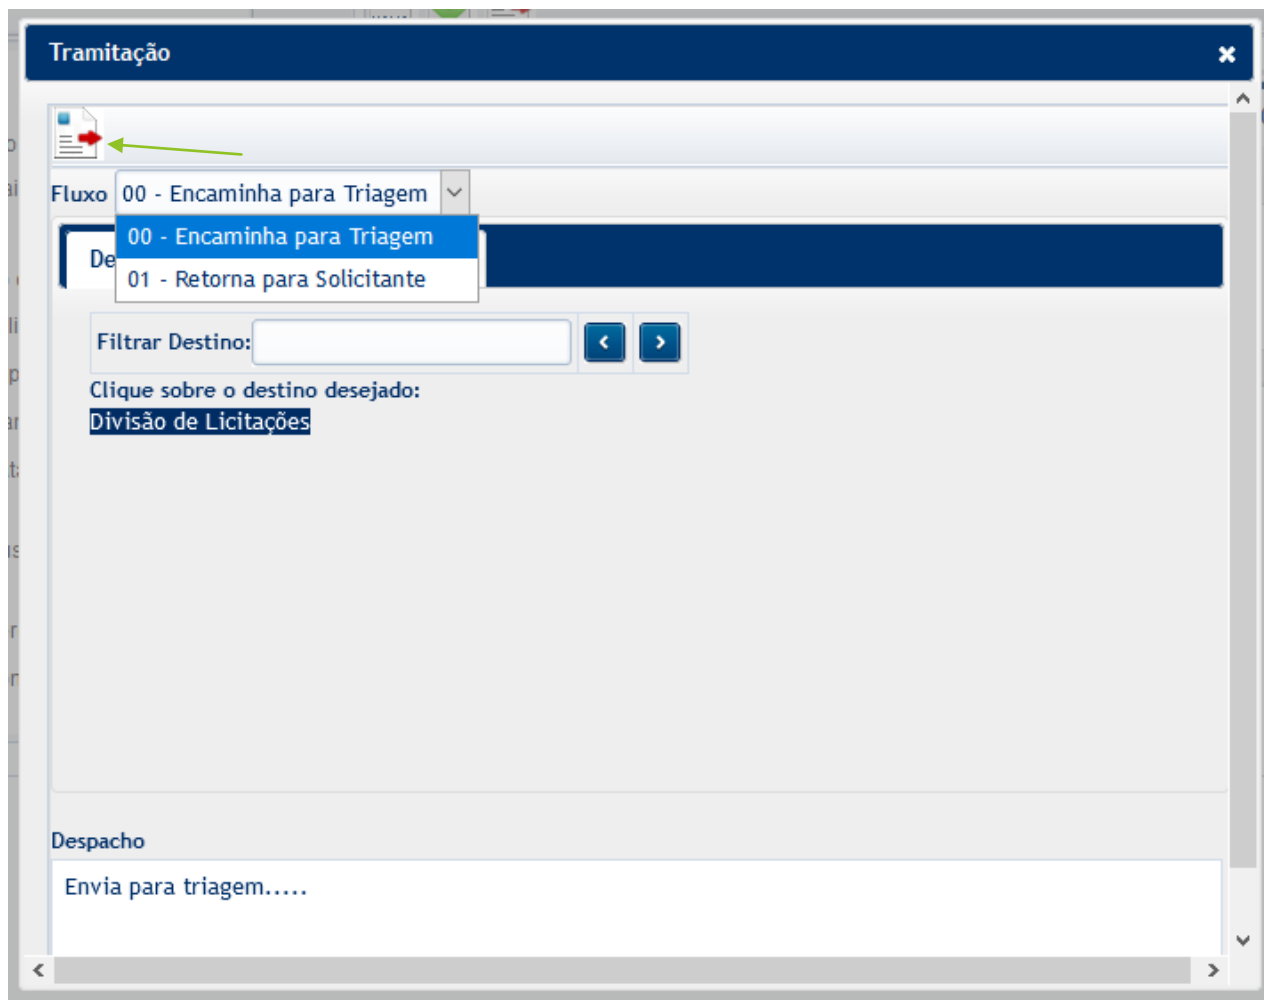 Tramitação
Fluxo 00 - Encaminha para Triagem
00 - Encaminha para Triagem
De
01 - Retorna para Solicitante
Filtrar Destino:
Clique sobre o destino desejado:
Divisão de Licitações
Despacho
Envia para triagem.....